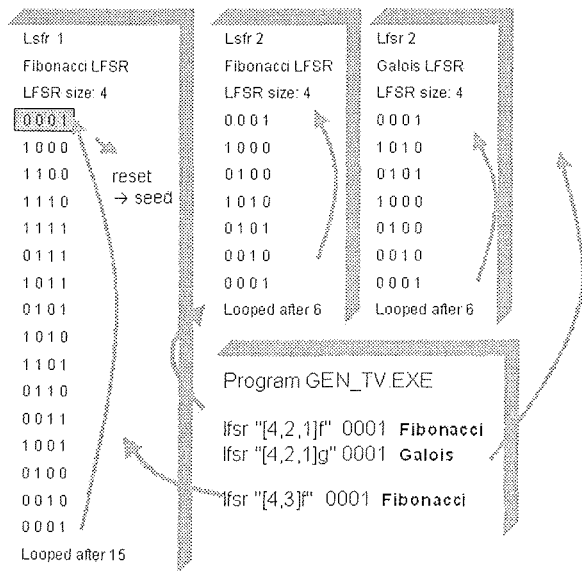 Lsfr 1
Fibonacci LFSR
LFSR size: 4
0 0 0 1
1 0 0 0
1 1 0 0
1 1 1 0
1 1 1 1
0 1 1 1
1 0 1 1
0 1 0 1
1 0 1 0
1 1 0 1
0 1 1 0
0 0 1 1
1 0 0 1
0 1 0 0
0 0 1 0
0 0 0 1
Looped after 15
reset
→ seed
Lsfr 2
Fibonacci LFSR
LFSR size: 4
0 0 0 1
1 0 0 0
0 1 0 0
1 0 1 0
0 1 0 1
0 0 1 0
0 0 0 1
Looped after 6
Lfsr 2
Galois LFSR
LFSR size: 4
0 0 0 1
1 0 1 0
0 1 0 1
1 0 0 0
0 1 0 0
0 0 1 0
0 0 0 1
Looped after 6
Program GEN_TV.EXE
lfsr "[4,2,1]f" 0001 Fibonacci
lfsr "[4,2,1]g" 0001 Galois
lfsr "[4,3]f" 0001 Fibonacci